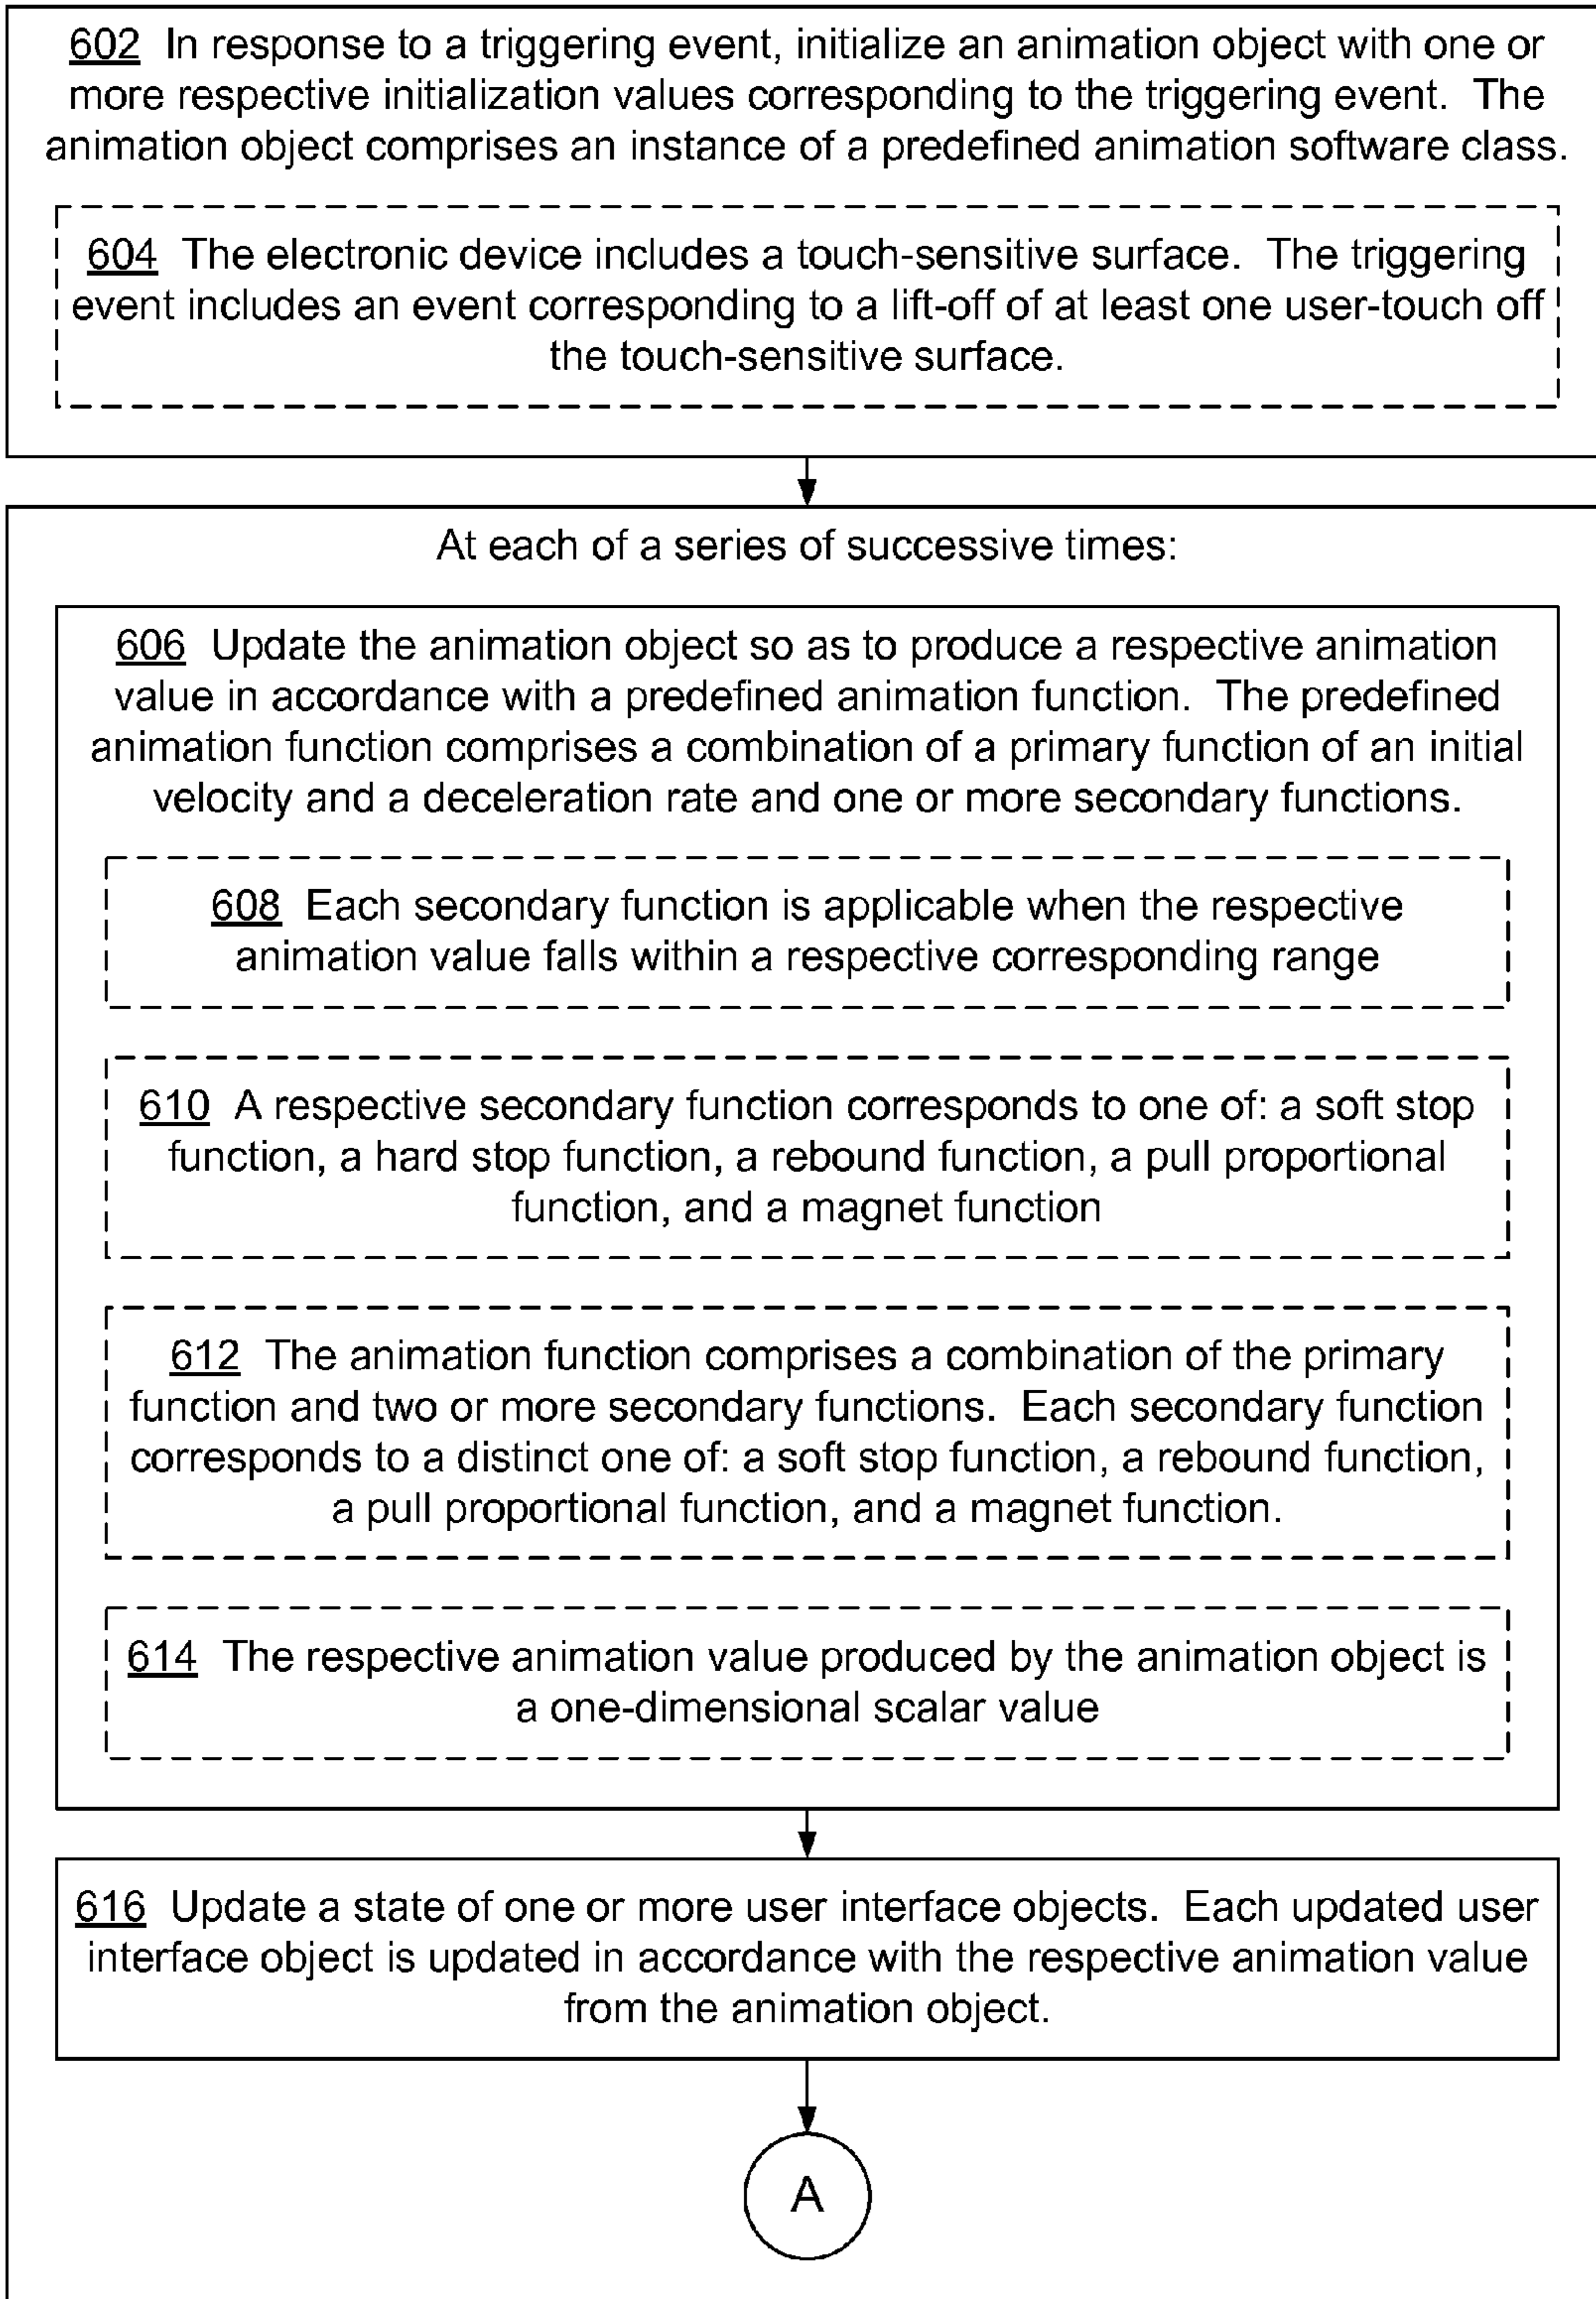 602 In response to a triggering event, initialize an animation object with one or
more respective initialization values corresponding to the triggering event. The
animation object comprises an instance of a predefined animation software class.
604 The electronic device includes a touch-sensitive surface. The triggering
event includes an event corresponding to a lift-off of at least one user-touch off
the touch-sensitive surface.
At each of a series of successive times:
606 Update the animation object so as to produce a respective animation
value in accordance with a predefined animation function. The predefined
animation function comprises a combination of a primary function of an initial
velocity and a deceleration rate and one or more secondary functions.
608 Each secondary function is applicable when the respective
animation value falls within a respective corresponding range
610 A respective secondary function corresponds to one of: a soft stop
function, a hard stop function, a rebound function, a pull proportional
function, and a magnet function
612 The animation function comprises a combination of the primary
function and two or more secondary functions. Each secondary function
corresponds to a distinct one of: a soft stop function, a rebound function,
a pull proportional function, and a magnet function.
614 The respective animation value produced by the animation object is
a one-dimensional scalar value
616 Update a state of one or more user interface objects. Each updated user
interface object is updated in accordance with the respective animation value
from the animation object.
A